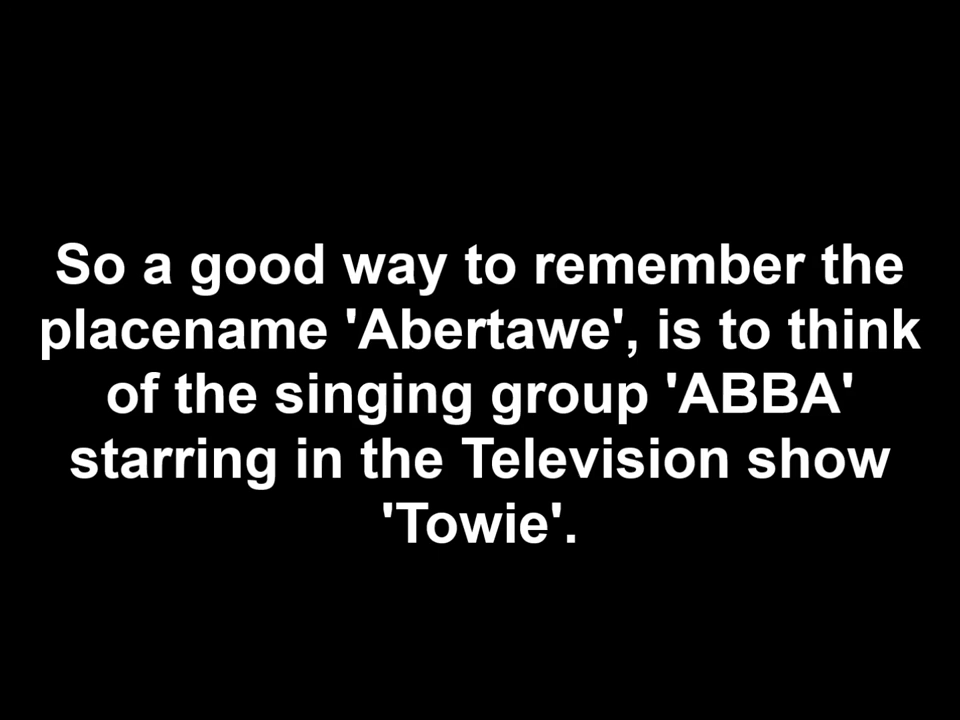 So a good way to remember the
placename 'Abertawe', is to think
of the singing group 'ABBA'
starring in the Television show
'Towie'.